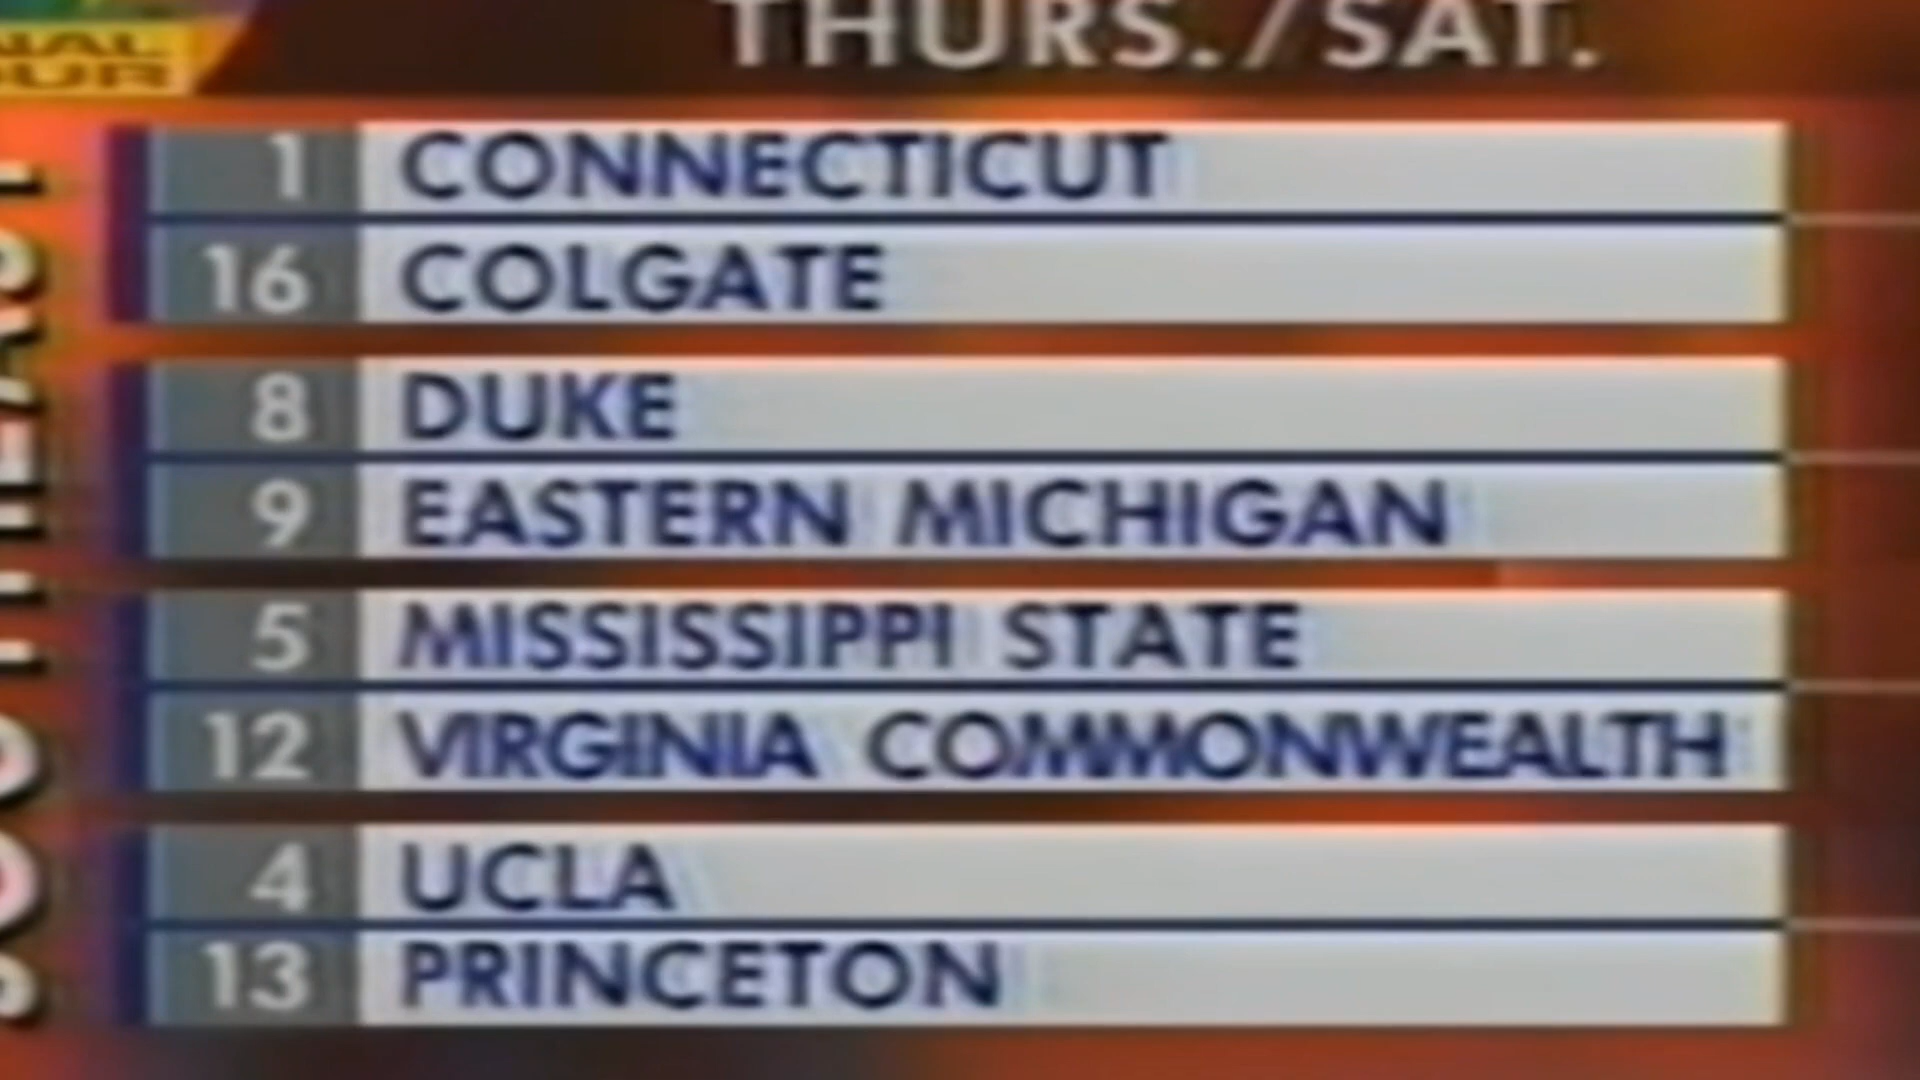 THURS./SAT.
1 CONNECTICUT
16 COLGATE
8 DUKE
9 EASTERN MICHIGAN
5 MISSISSIPPI STATE
12 VIRGINIA COMMONWEALTH
4 UCLA
13 PRINCETON